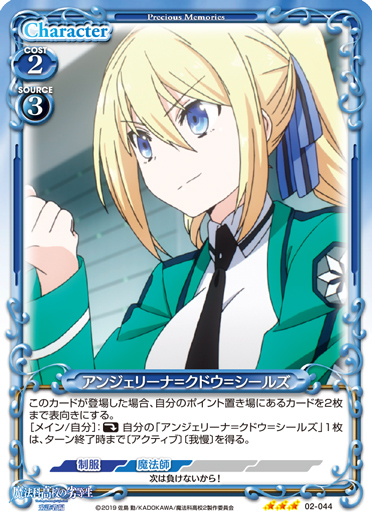 Precious Memories
Character
COST
2
SOURCE
3
アンジェリーナ=クドウ=シールズ
このカードが登場した場合、自分のポイント置き場にあるカードを2枚
まで表向きにする。
[メイン/自分]: 自分の「アンジェリーナ=クドウ=シールズ」1枚
は、ターン終了時まで[アクティブ][我慢]を得る。
制服 魔法師
次は負けないから!
魔法科高校の劣等生
©2019 佐島 勤/KADOKAWA/魔法科高校2製作委員会
02-044